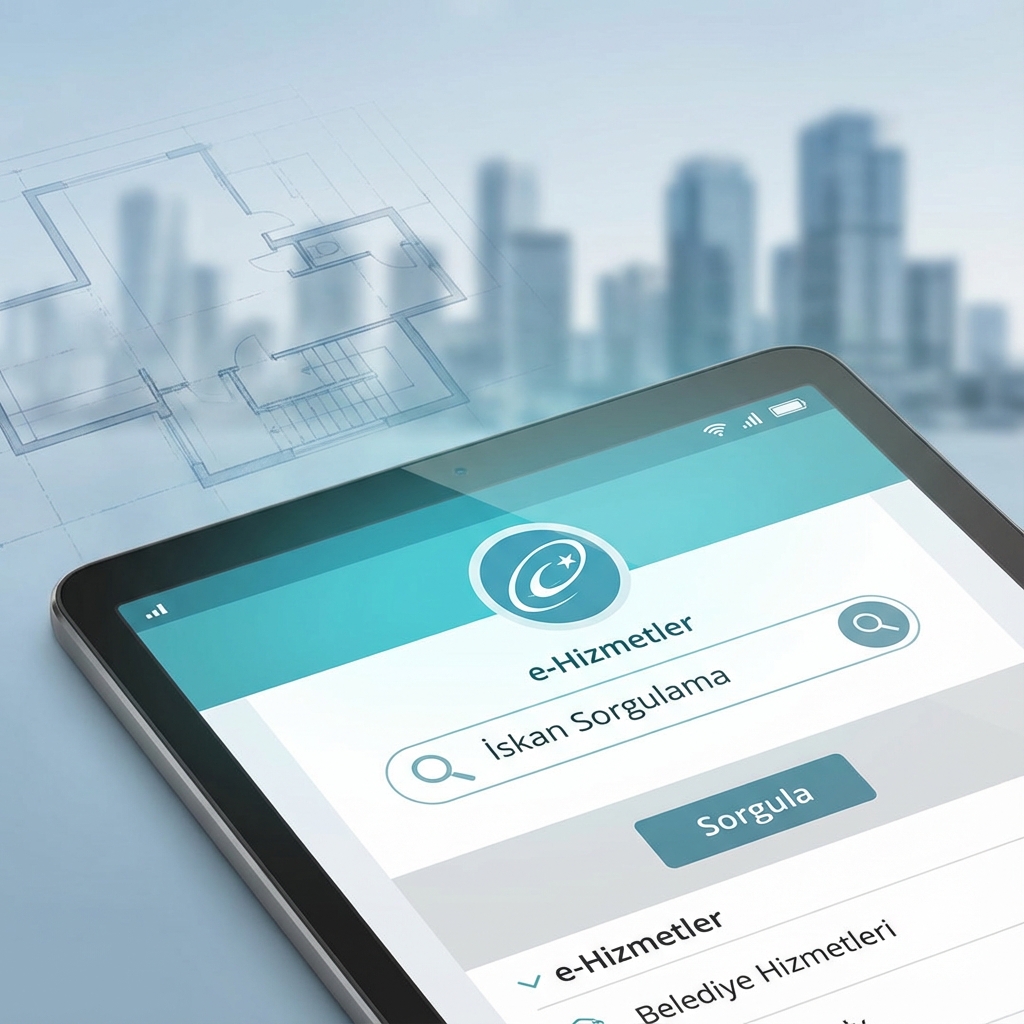 e-Hizmetler
İskan Sorgulama
Sorgula
e-Hizmetler
Belediye Hizmetleri